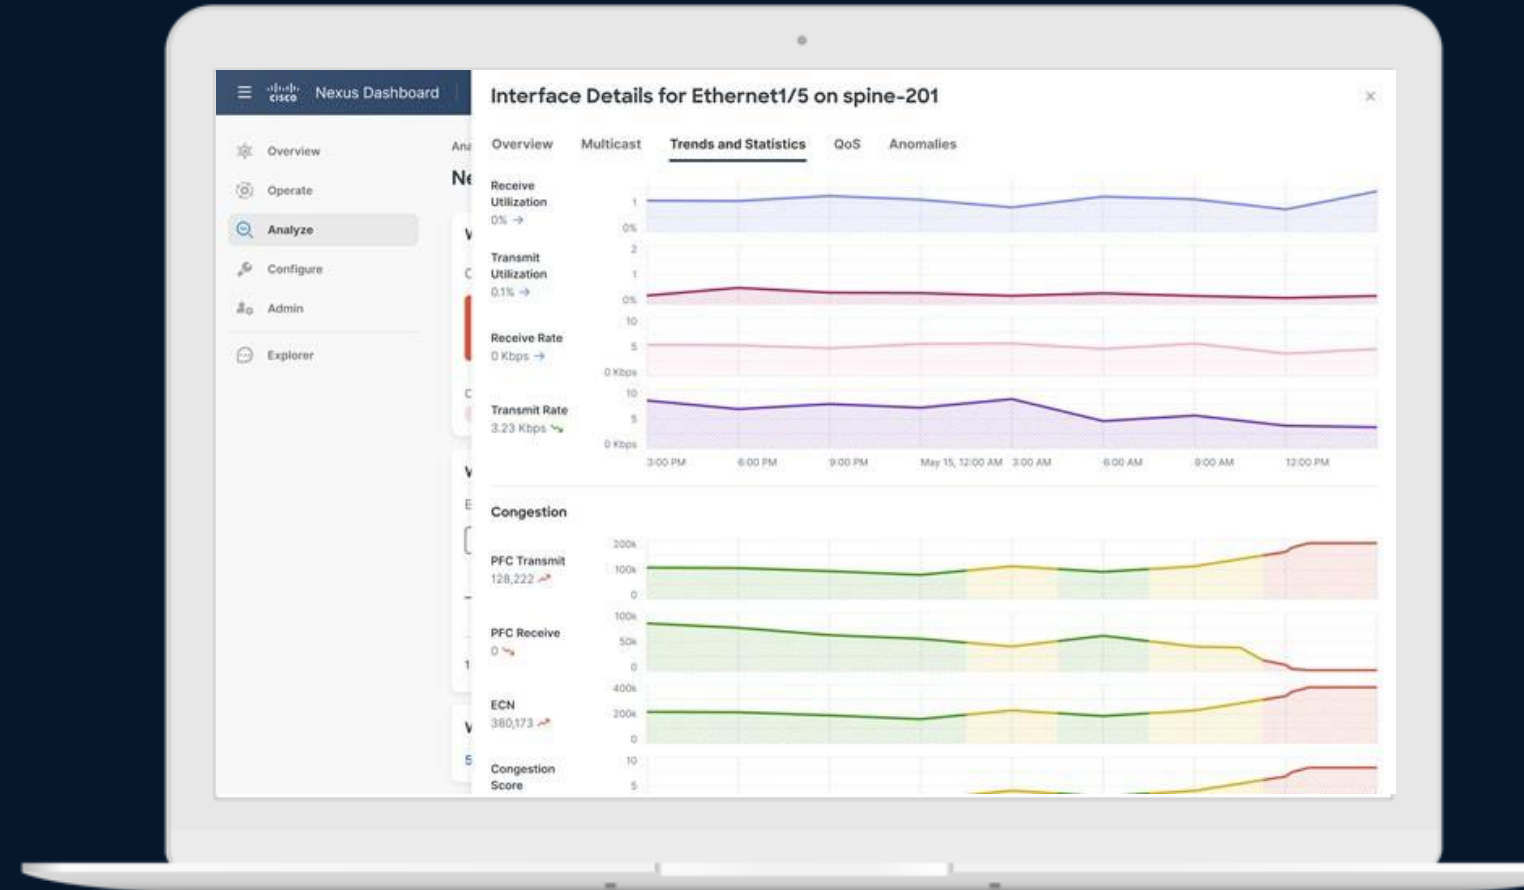 CISCO
Nexus Dashboard
Overview
Operate
Analyze
Configure
Admin
Explorer
Interface Details for Ethernet1/5 on spine-201
Overview
Multicast
Trends and Statistics
QoS
Anomalies
Ana
Ne
Receive
Utilization
0%
1
0%
Transmit
Utilization
0.1%
2
1
0%
Receive Rate
0 Kbps
10
5
0 Kbps
Transmit Rate
3.23 Kbps
10
5
0 Kbps
3:00 PM
6:00 PM
9:00 PM
May 15, 12:00 AM
3:00 AM
6:00 AM
9:00 AM
12:00 PM
Congestion
PFC Transmit
128,222
200k
100k
0
PFC Receive
0
100k
50k
0
ECN
380,173
400k
200k
0
Congestion
Score
10
5